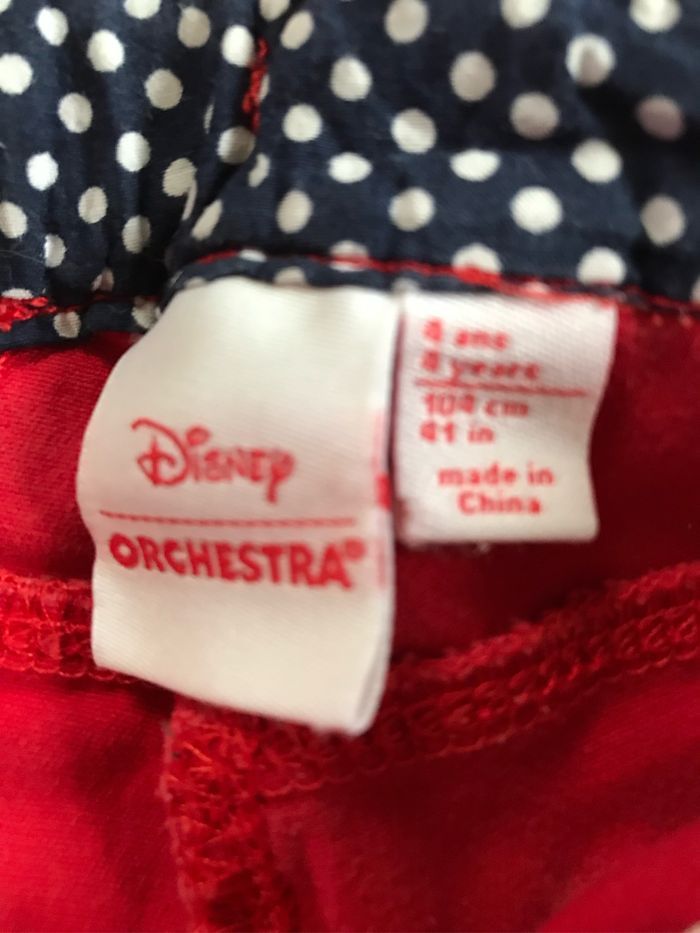 Disney
ORCHESTRA®
4 ans
4 years
104 cm
41 in
made in
China